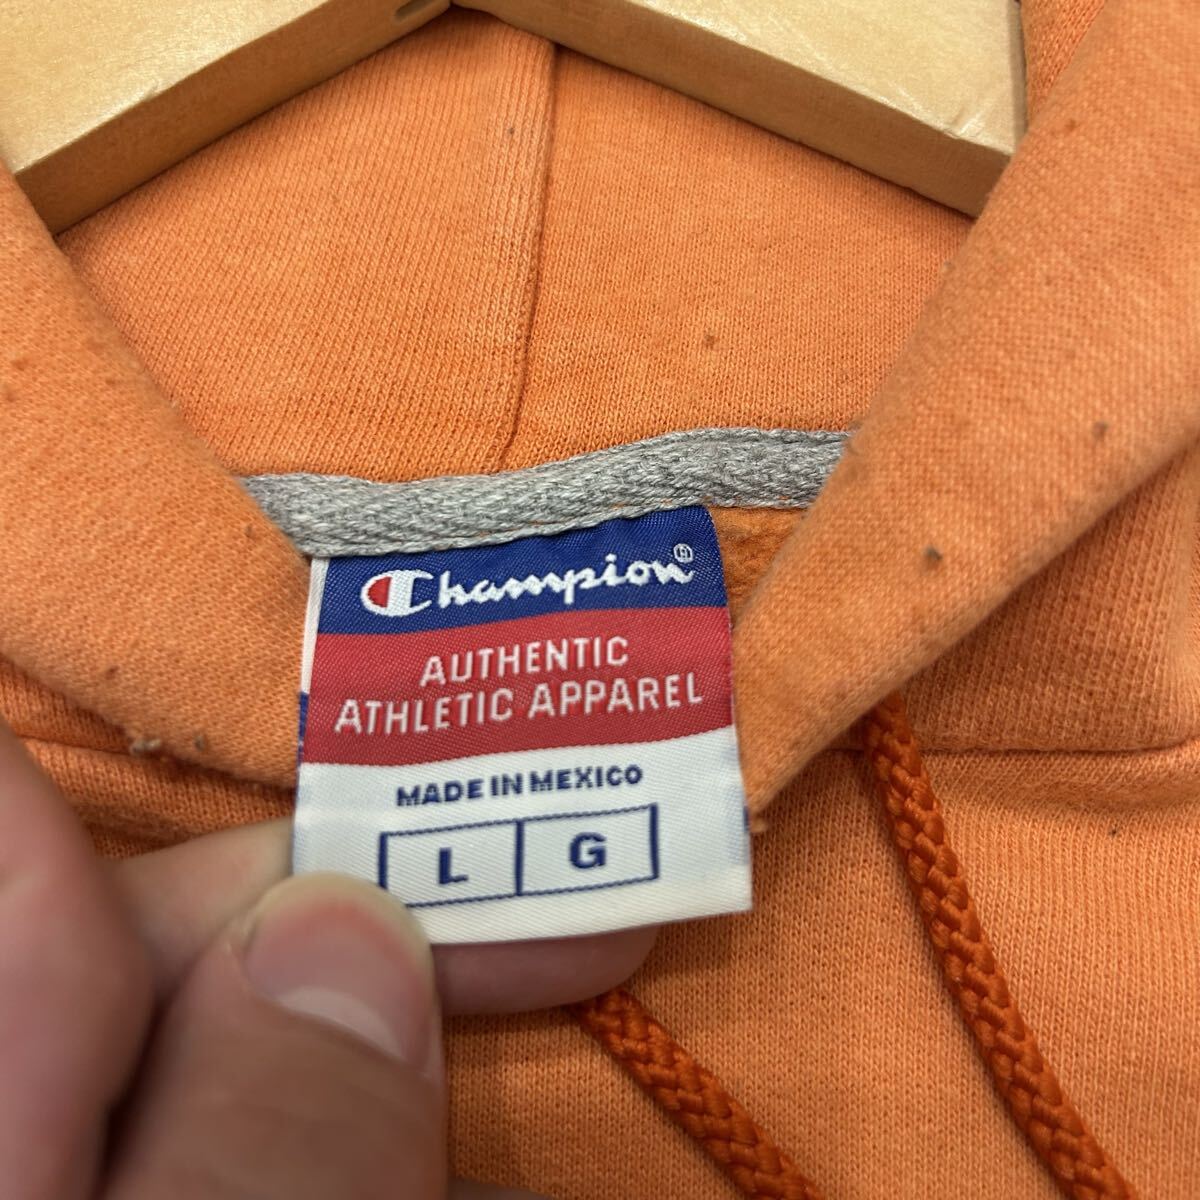 Champion®
AUTHENTIC
ATHLETIC APPAREL
MADE IN MEXICO
L G